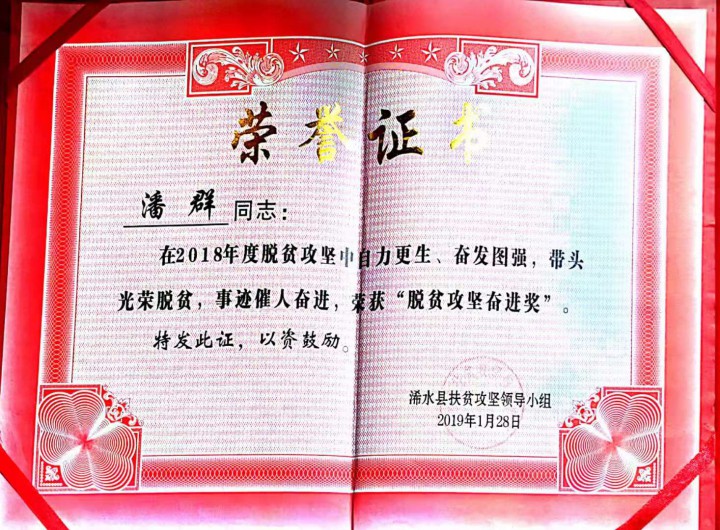 荣誉证书
潘群 同志：
在2018年度脱贫攻坚中自力更生、奋发图强，带头
光荣脱贫，事迹催人奋进，荣获“脱贫攻坚奋进奖”。
特发此证，以资鼓励。
浠水县扶贫攻坚领导小组
2019年1月28日